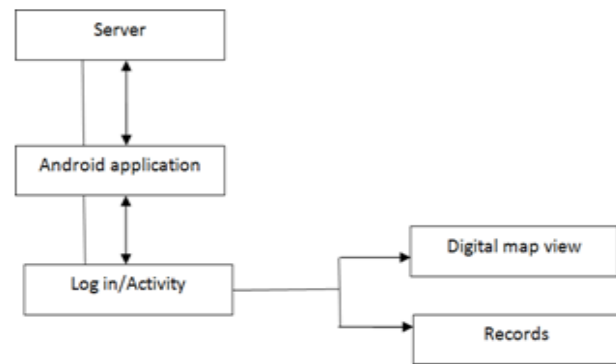 Server
Android application
Log in/Activity
Digital map view
Records